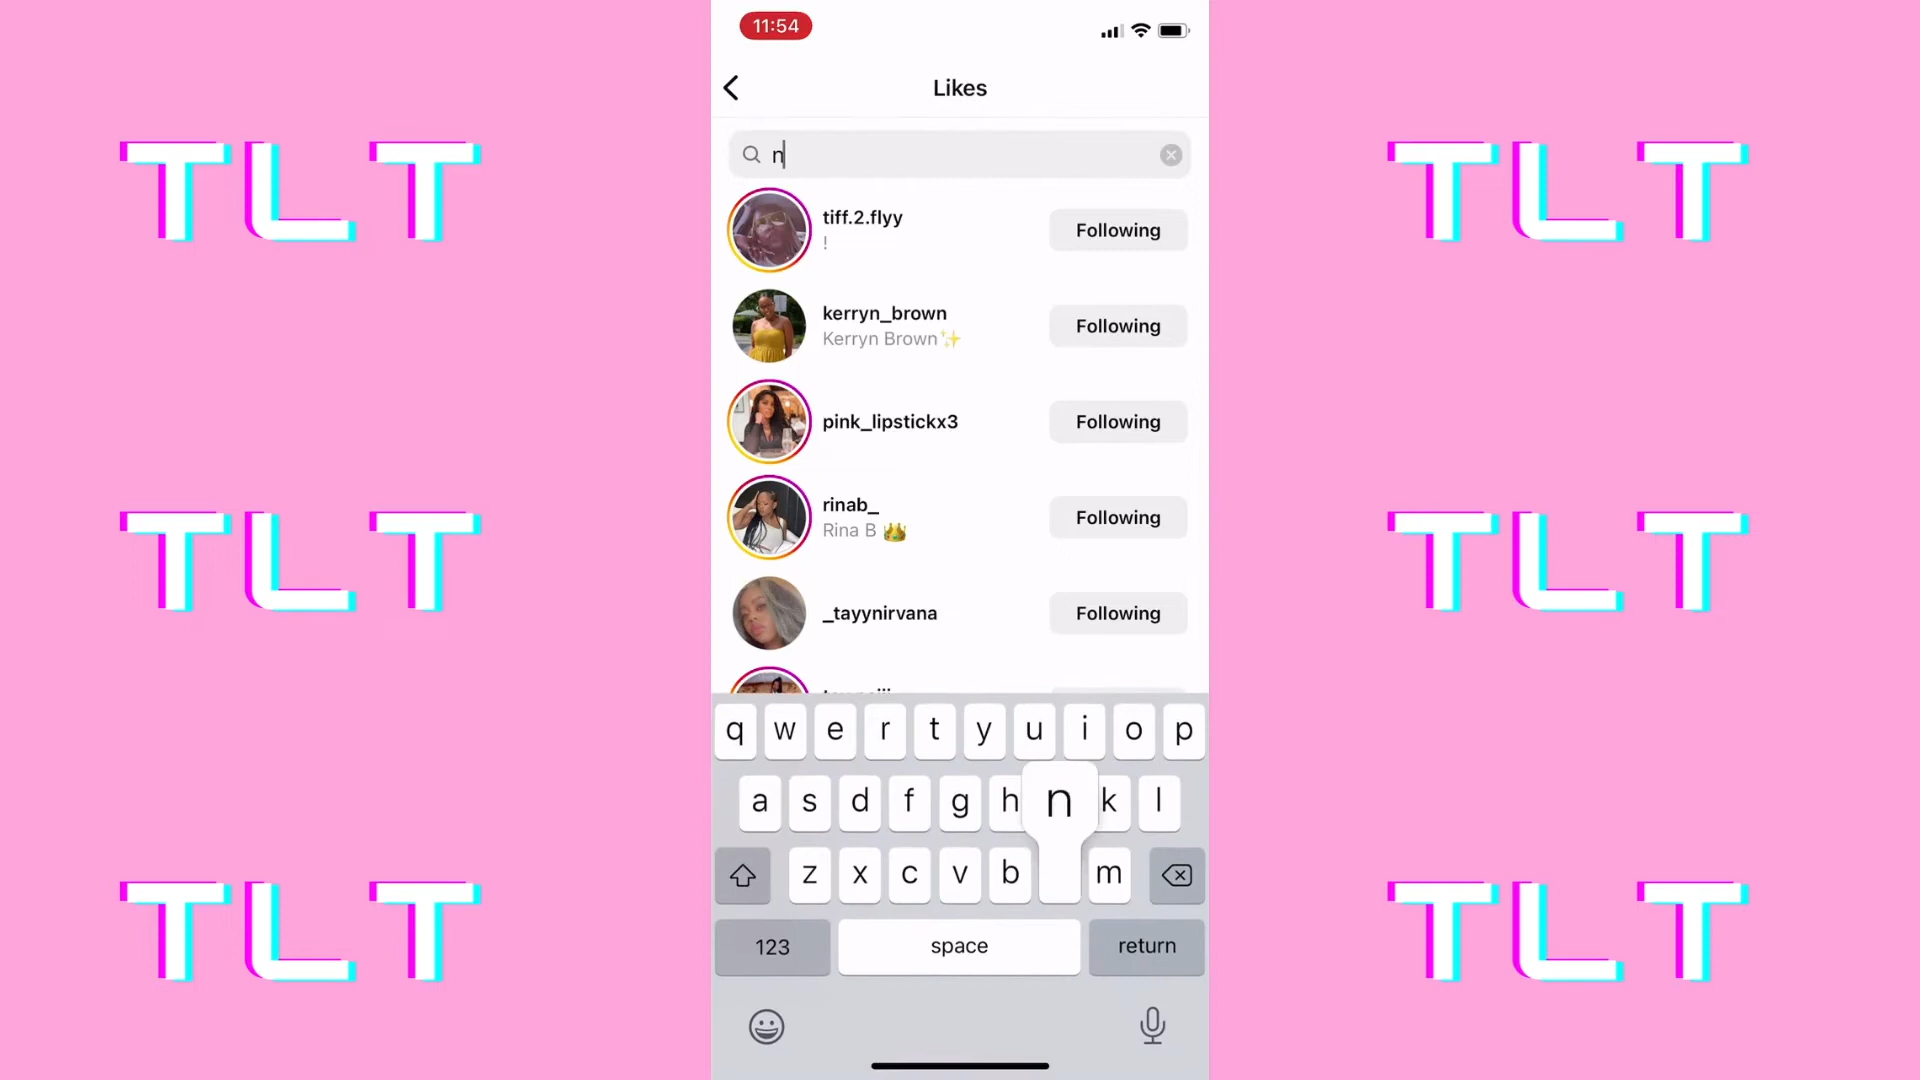 11:54
Likes
n
tiff.2.flyy
!
Following
kerryn_brown
Kerryn Brown✨
Following
pink_lipstickx3
Following
rinab_
Rina B 👑
Following
_tayynirvana
Following
q w e r t y u i o p
a s d f g h n k l
z x c v b m
123 space return
TLT TLT
TLT TLT
TLT TLT